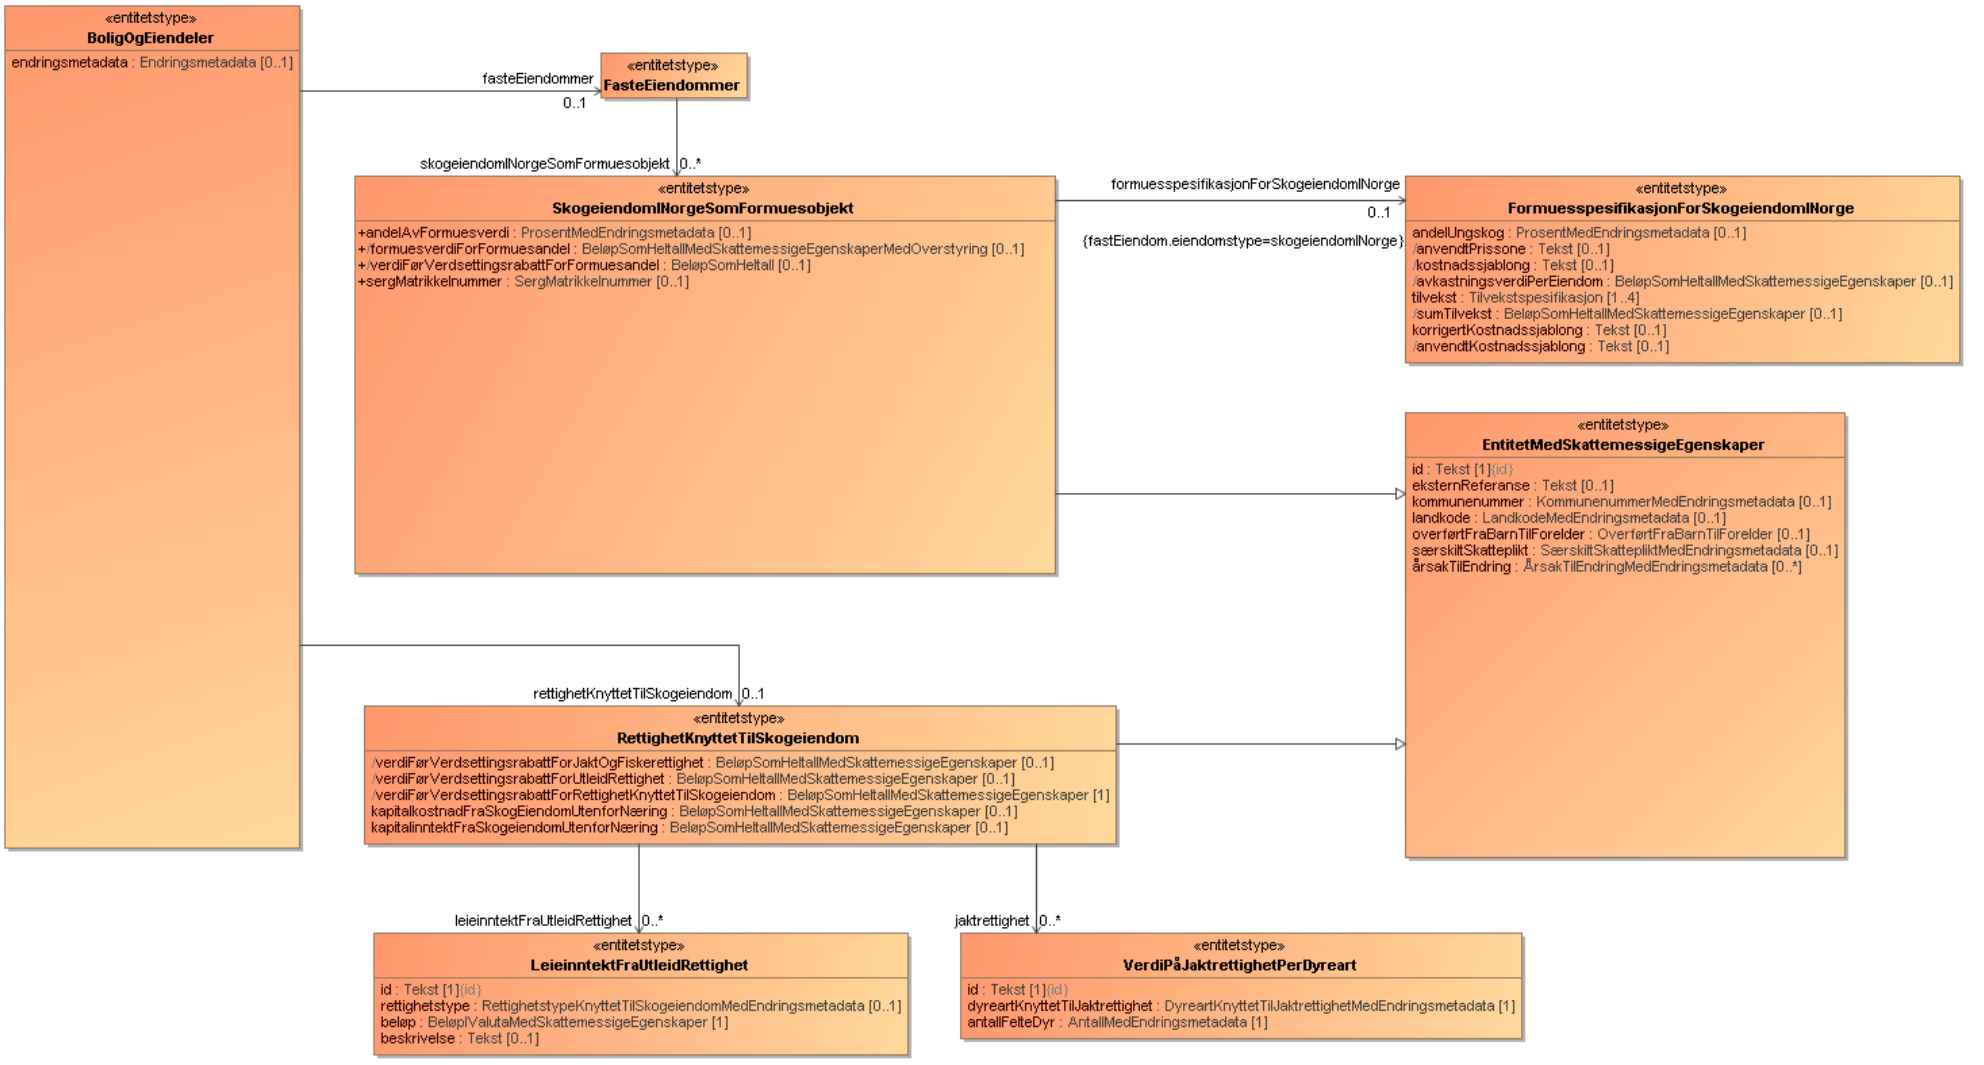 «entitetstype»
BoligOgEiendeler
endringsmetadata : Endringsmetadata [0..1]
fasteEiendommer
0..1
«entitetstype»
FasteEiendommer
skogeiendomINorgeSomFormuesobjekt 0..*
«entitetstype»
SkogeiendomINorgeSomFormuesobjekt
+andelAvFormuesverdi : ProsentMedEndringsmetadata [0..1]
+/formuesverdiForFormuesandel : BeløpSomHeltallMedSkattemessigeEgenskaperMedOverstyring [0..1]
+/verdiFørVerdsettingsrabattForFormuesandel : BeløpSomHeltall [0..1]
+sergMatrikkelnummer : SergMatrikkelnummer [0..1]
formuesspesifikasjonForSkogeiendomINorge
0..1
{fastEiendom.eiendomstype=skogeiendomINorge}
«entitetstype»
FormuesspesifikasjonForSkogeiendomINorge
andelUngskog : ProsentMedEndringsmetadata [0..1]
/anvendtPrissone : Tekst [0..1]
/kostnadssjablong : Tekst [0..1]
/avkastningsverdiPerEiendom : BeløpSomHeltallMedSkattemessigeEgenskaper [0..1]
tilvekst : Tilvekstspesifikasjon [1..4]
/sumTilvekst : BeløpSomHeltallMedSkattemessigeEgenskaper [0..1]
korrigertKostnadssjablong : Tekst [0..1]
/anvendtKostnadssjablong : Tekst [0..1]
«entitetstype»
EntitetMedSkattemessigeEgenskaper
id : Tekst [1]{id}
eksternReferanse : Tekst [0..1]
kommunenummer : KommunenummerMedEndringsmetadata [0..1]
landkode : LandkodeMedEndringsmetadata [0..1]
overførtFraBarnTilForelder : OverførtFraBarnTilForelder [0..1]
særskiltSkatteplikt : SærskiltSkattepliktMedEndringsmetadata [0..1]
årsakTilEndring : ÅrsakTilEndringMedEndringsmetadata [0..*]
rettighetKnyttetTilSkogeiendom 0..1
«entitetstype»
RettighetKnyttetTilSkogeiendom
/verdiFørVerdsettingsrabattForJaktOgFiskerettighet : BeløpSomHeltallMedSkattemessigeEgenskaper [0..1]
/verdiFørVerdsettingsrabattForUtleidRettighet : BeløpSomHeltallMedSkattemessigeEgenskaper [0..1]
/verdiFørVerdsettingsrabattForRettighetKnyttetTilSkogeiendom : BeløpSomHeltallMedSkattemessigeEgenskaper [1]
kapitalkostnadFraSkogEiendomUtenforNæring : BeløpSomHeltallMedSkattemessigeEgenskaper [0..1]
kapitalinntektFraSkogeiendomUtenforNæring : BeløpSomHeltallMedSkattemessigeEgenskaper [0..1]
leieinntektFraUtleidRettighet 0..*
«entitetstype»
LeieinntektFraUtleidRettighet
id : Tekst [1]{id}
rettighetstype : RettighetstypeKnyttetTilSkogeiendomMedEndringsmetadata [0..1]
beløp : BeløpIValutaMedSkattemessigeEgenskaper [1]
beskrivelse : Tekst [0..1]
jaktrettighet 0..*
«entitetstype»
VerdiPåJaktrettighetPerDyreart
id : Tekst [1]{id}
dyreartKnyttetTilJaktrettighet : DyreartKnyttetTilJaktrettighetMedEndringsmetadata [1]
antallFelteDyr : AntallMedEndringsmetadata [1]